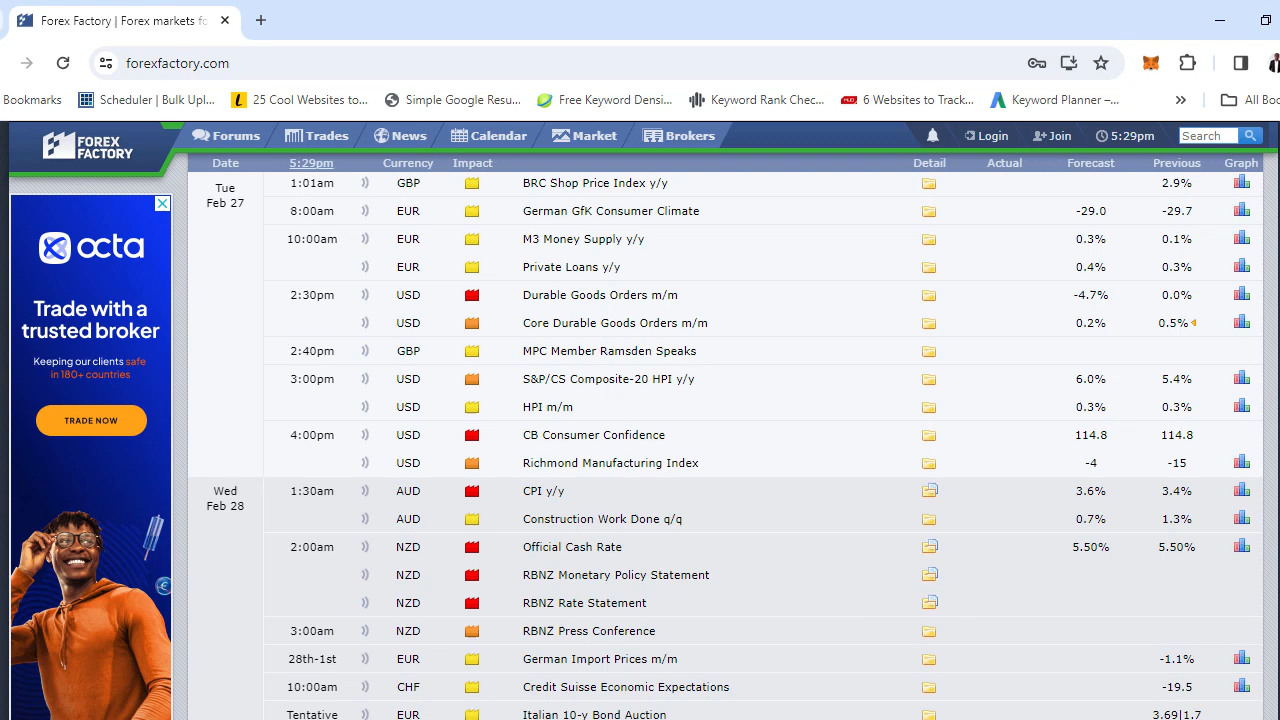 Forex Factory | Forex markets fo
forexfactory.com
Bookmarks Scheduler | Bulk Upl... 25 Cool Websites to... Simple Google Resu... Free Keyword Densi... Keyword Rank Chec... 6 Websites to Track,... Keyword Planner –... All Boo
FOREX FACTORY Forums Trades News Calendar Market Brokers Login Join 5:29pm Search
Date 5:29pm Currency Impact Detail Actual Forecast Previous Graph
Tue Feb 27 1:01am GBP BRC Shop Price Index y/y 2.9%
8:00am EUR German GfK Consumer Climate -29.0 -29.7
10:00am EUR M3 Money Supply y/y 0.3% 0.1%
EUR Private Loans y/y 0.4% 0.3%
2:30pm USD Durable Goods Orders m/m -4.7% 0.0%
USD Core Durable Goods Orders m/m 0.2% 0.5%
2:40pm GBP MPC Member Ramsden Speaks
3:00pm USD S&P/CS Composite-20 HPI y/y 6.0% 5.4%
USD HPI m/m 0.3% 0.3%
4:00pm USD CB Consumer Confidence 114.8 114.8
USD Richmond Manufacturing Index -4 -15
Wed Feb 28 1:30am AUD CPI y/y 3.6% 3.4%
AUD Construction Work Done q/q 0.7% 1.3%
2:00am NZD Official Cash Rate 5.50% 5.50%
NZD RBNZ Monetary Policy Statement
NZD RBNZ Rate Statement
3:00am NZD RBNZ Press Conference
28th-1st EUR German Import Prices m/m -1.1%
10:00am CHF Credit Suisse Economic Expectations -19.5
Tentative EUR Italian 10-y Bond Auction 3.69|1.7
octa
Trade with a
trusted broker
Keeping our clients safe
in 180+ countries
TRADE NOW